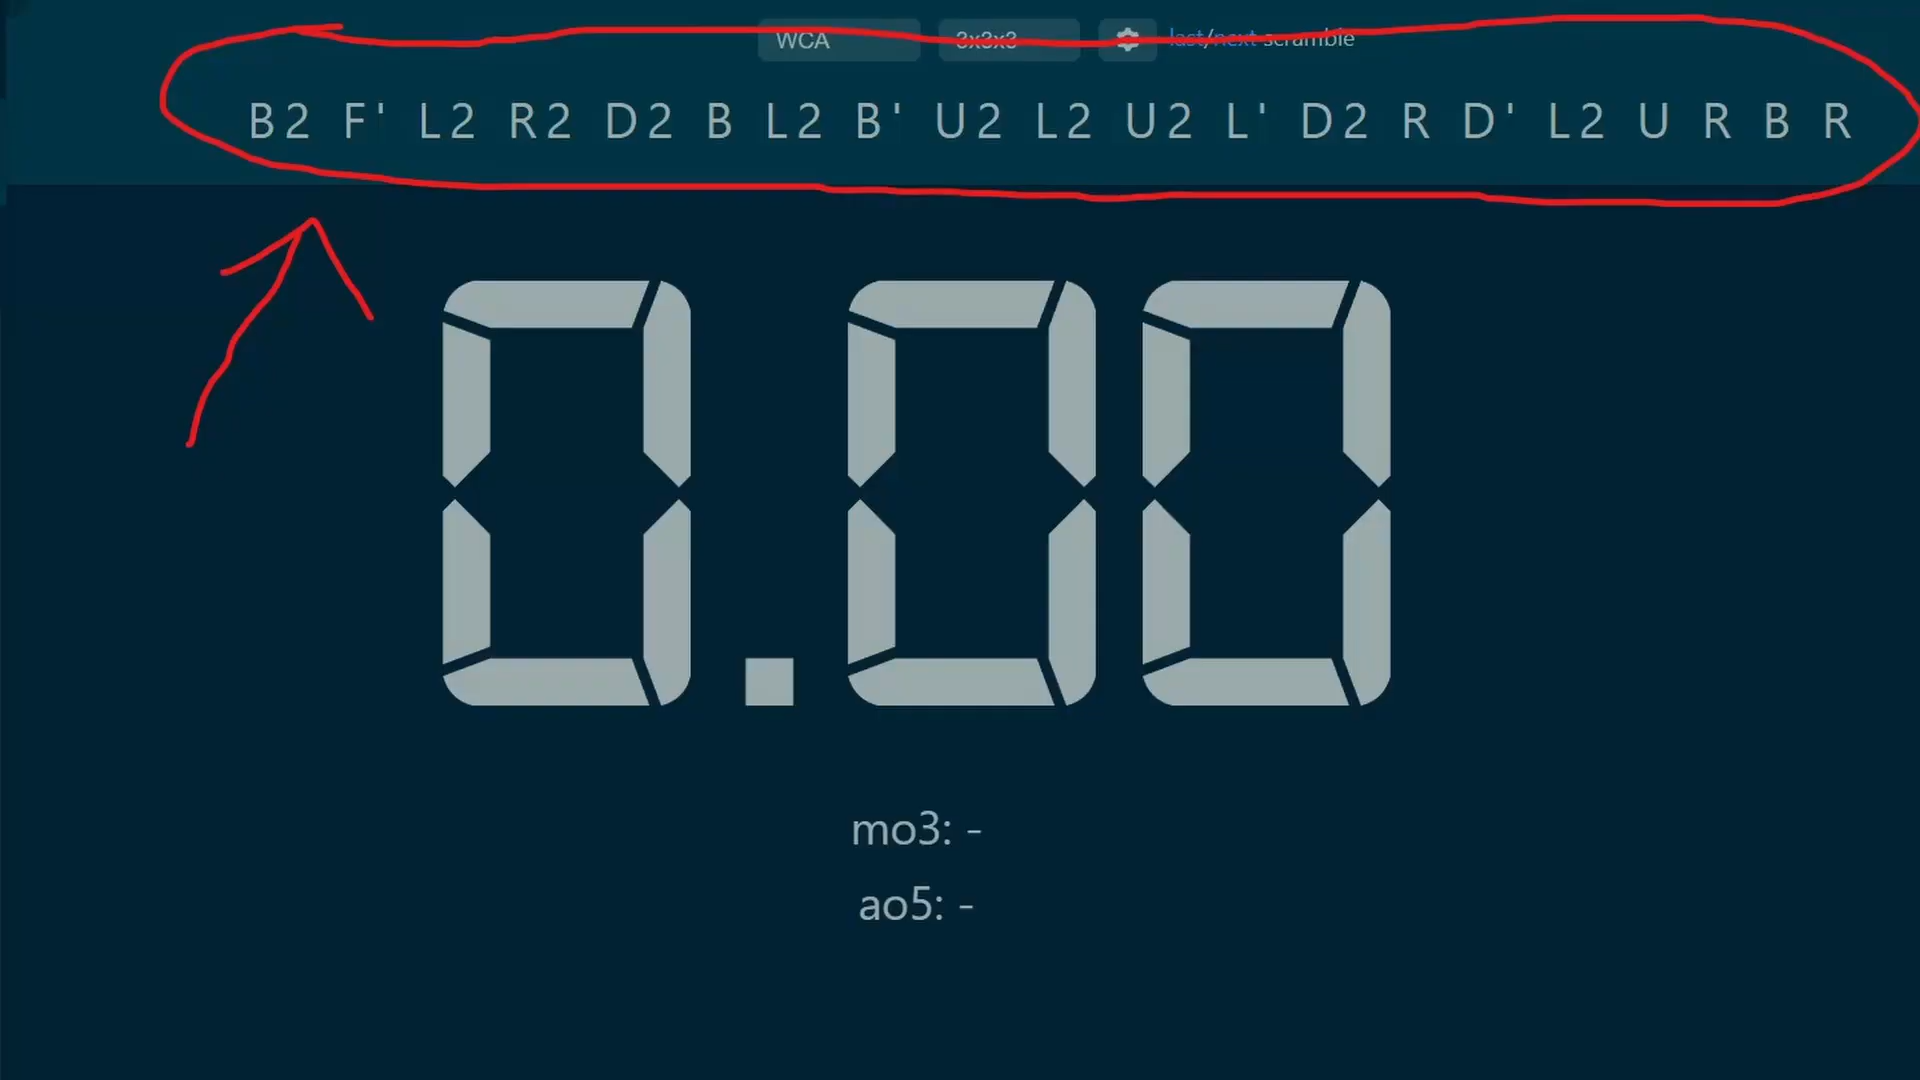 WCA 3x3x3 last/next scramble
B2 F' L2 R2 D2 B L2 B' U2 L2 U2 L' D2 R D' L2 U R B R
0.00
mo3: -
ao5: -